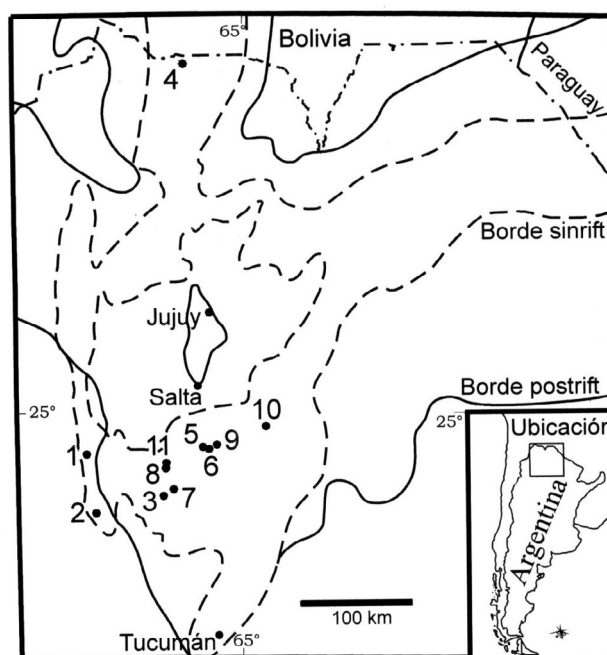 65°
Bolivia
Paraguay
4
Borde sinrift
Jujuy
Salta
Borde postrift
25°
25°
10
Ubicación
5
9
11
6
1
8
3
7
2
Argentina
100 km
Tucumán
65°